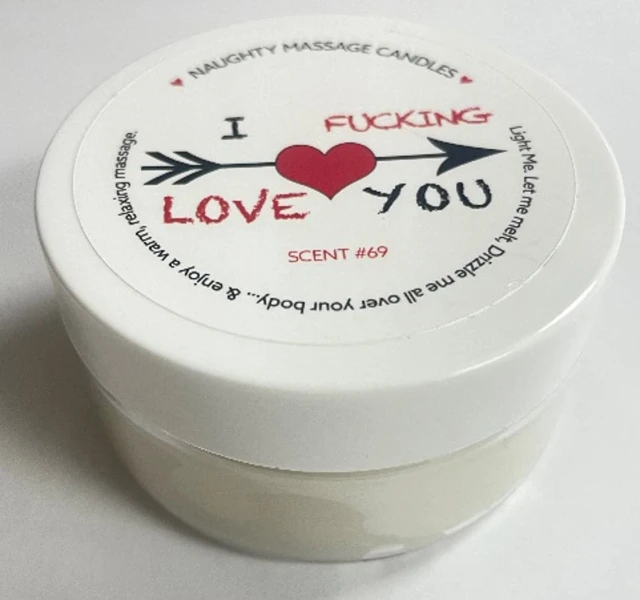 NAUGHTY MASSAGE CANDLES
I FUCKING
LOVE YOU
SCENT #69
Light Me. Let me melt, Drizzle me all over your body... & enjoy a warm, relaxing massage.